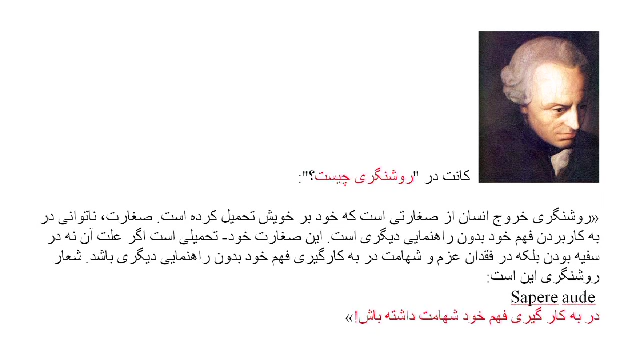 کانت در "روشنگری چیست؟":
«روشنگری خروج انسان از صغارتی است که خود بر خویش تحمیل کرده است. صغارت، ناتوانی در
به کاربردن فهم خود بدون راهنمایی دیگری است. این صغارت خود- تحمیلی است اگر علت آن نه در
سفیه بودن بلکه در فقدان عزم و شهامت در به کارگیری فهم خود بدون راهنمایی دیگری باشد. شعار
روشنگری این است:
Sapere aude
در به کار گیری فهم خود شهامت داشته باش!»